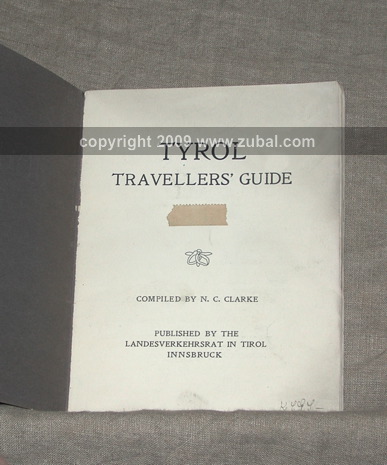 copyright 2009 www.zubal.com
TYROL
TRAVELLERS' GUIDE
COMPILED BY N. C. CLARKE
PUBLISHED BY THE
LANDESVERKEHRSRAT IN TIROL
INNSBRUCK